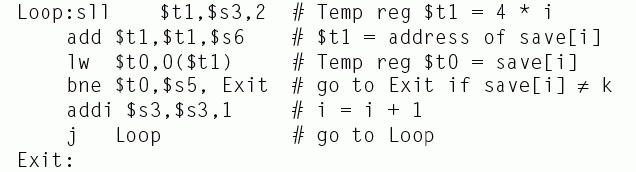 Loop:sll $t1,$s3,2 # Temp reg $t1 = 4 * i
add $t1,$t1,$s6 # $t1 = address of save[i]
lw $t0,0($t1) # Temp reg $t0 = save[i]
bne $t0,$s5, Exit # go to Exit if save[i] ≠ k
addi $s3,$s3,1 # i = i + 1
j Loop # go to Loop
Exit: